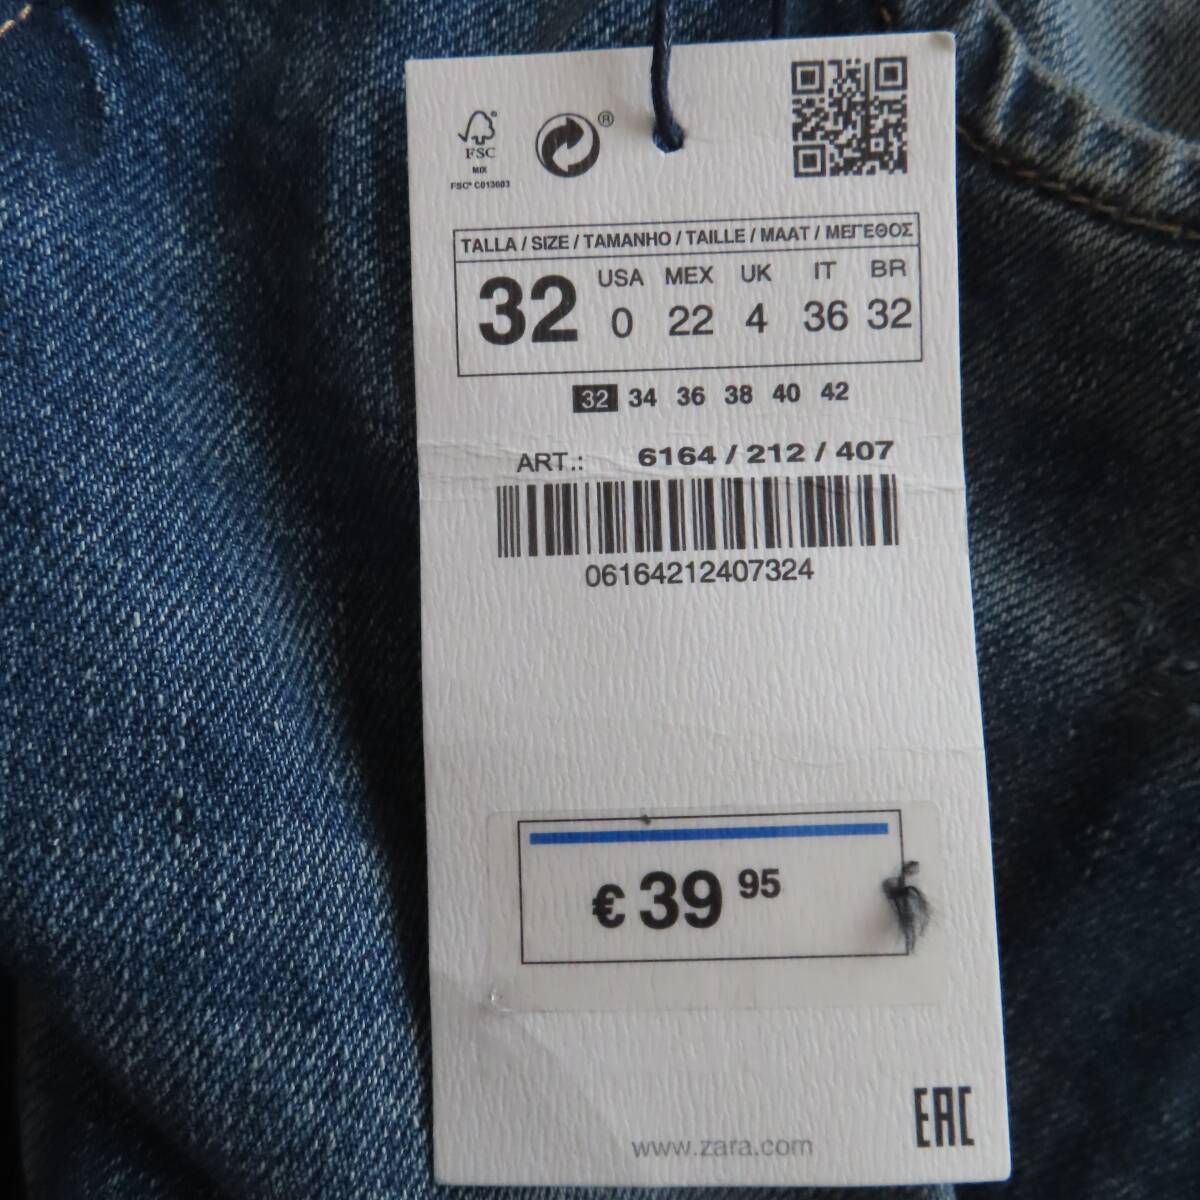 FSC
MIX
FSC® C013603
®
TALLA / SIZE / TAMANHO / TAILLE / MAAT / ΜΕΓΕΘΟΣ
32 USA MEX UK IT BR
0 22 4 36 32
32 34 36 38 40 42
ART.: 6164 / 212 / 407
06164212407324
€ 39 95
EAC
www.zara.com